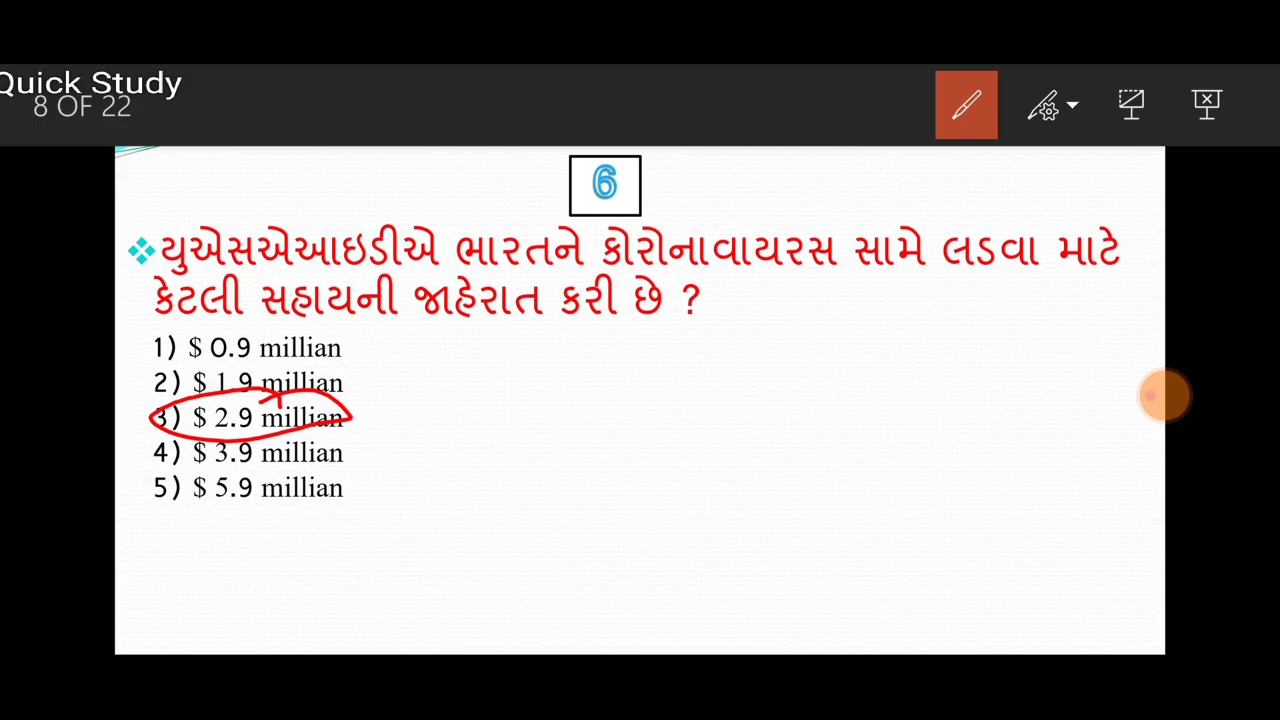 Quick Study
8 OF 22
6
યુએસએઆઇડીએ ભારતને કોરોનાવાયરસ સામે લડવા માટે
કેટલી સહાયની જાહેરાત કરી છે ?
1) $ 0.9 millian
2) $ 1.9 millian
3) $ 2.9 millian
4) $ 3.9 millian
5) $ 5.9 millian